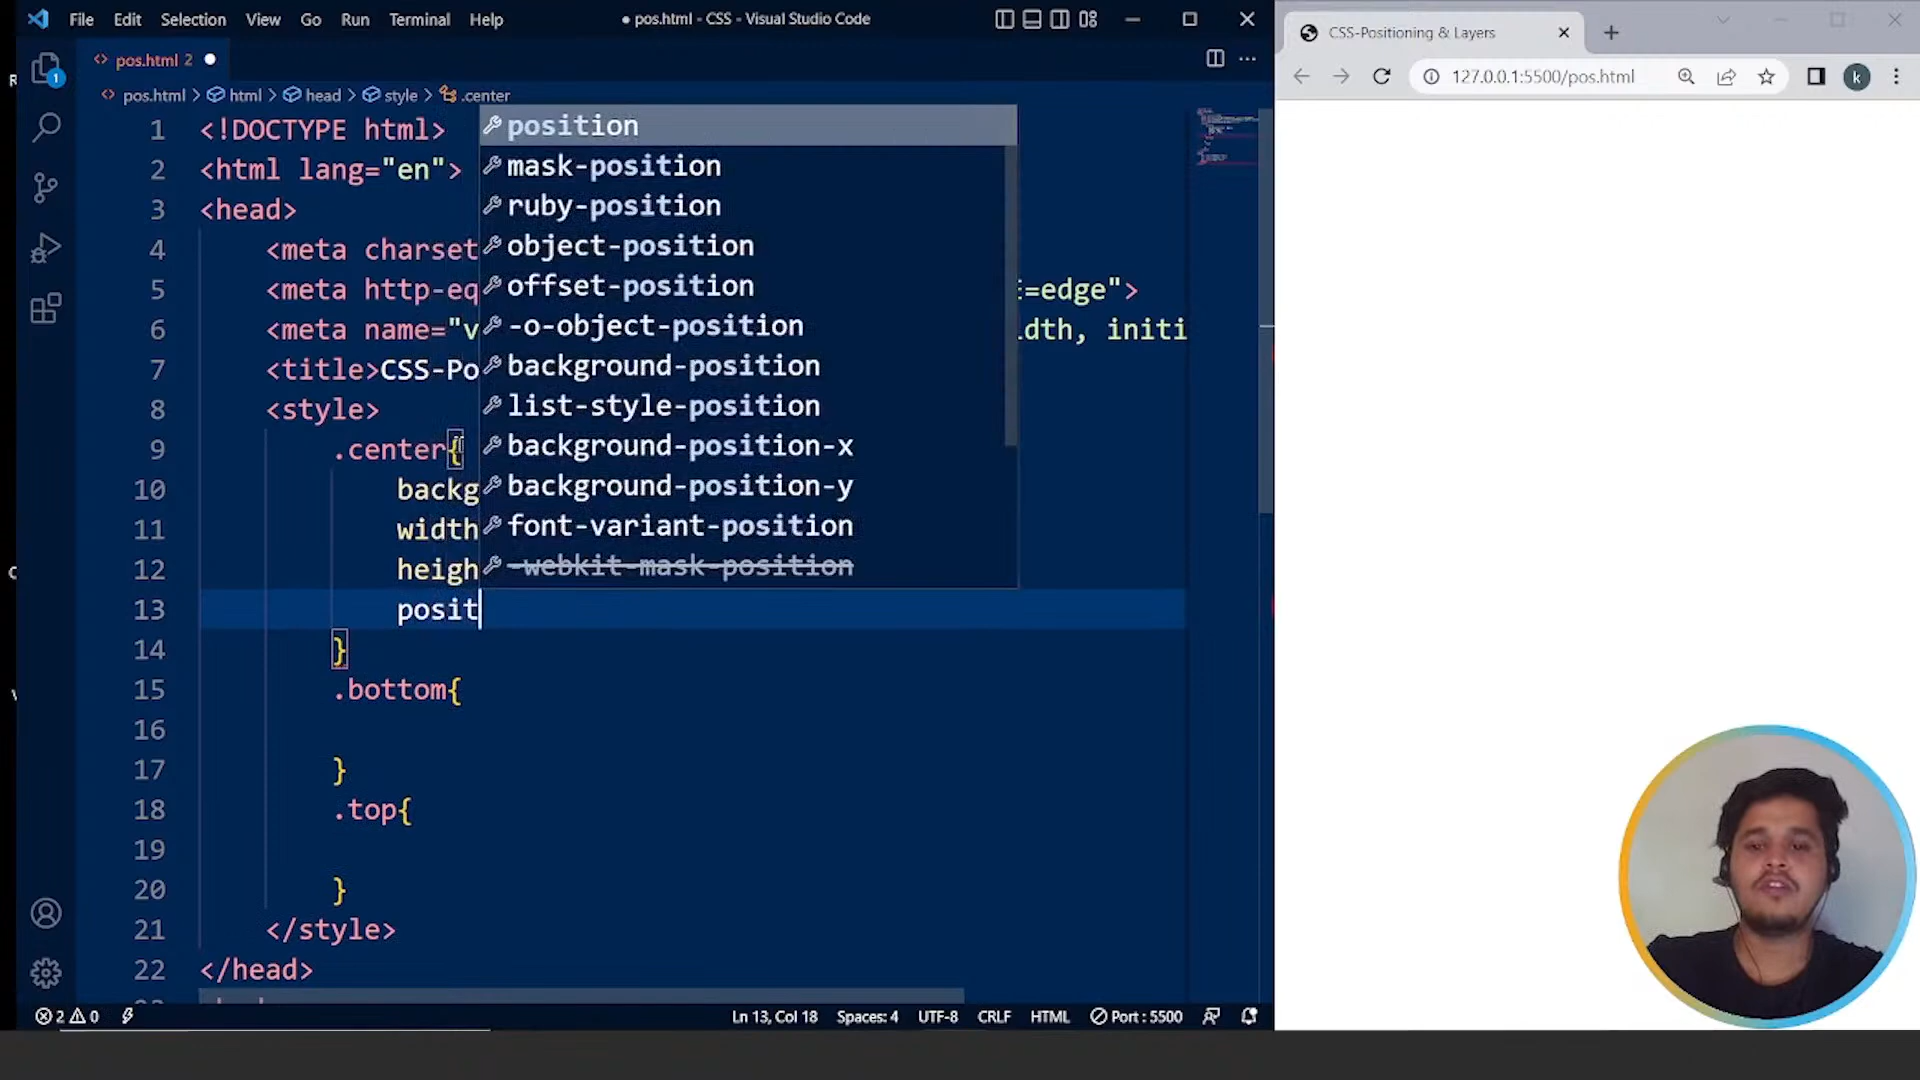 File Edit Selection View Go Run Terminal Help
● pos.html - CSS - Visual Studio Code
pos.html 2 ●
pos.html > html > head > style > .center
1 <!DOCTYPE html>
2 <html lang="en">
3 <head>
4 <meta charset
5 <meta http-eq =edge">
6 <meta name="v dth, initi
7 <title>CSS-Po
8 <style>
9 .center{
10 backg
11 width
12 heigh
13 posit
14 }
15 .bottom{
16
17 }
18 .top{
19
20 }
21 </style>
22 </head>
position
mask-position
ruby-position
object-position
offset-position
-o-object-position
background-position
list-style-position
background-position-x
background-position-y
font-variant-position
-webkit-mask-position
1
2 0
Ln 13, Col 18 Spaces: 4 UTF-8 CRLF HTML Port : 5500
CSS-Positioning & Layers
127.0.0.1:5500/pos.html
k